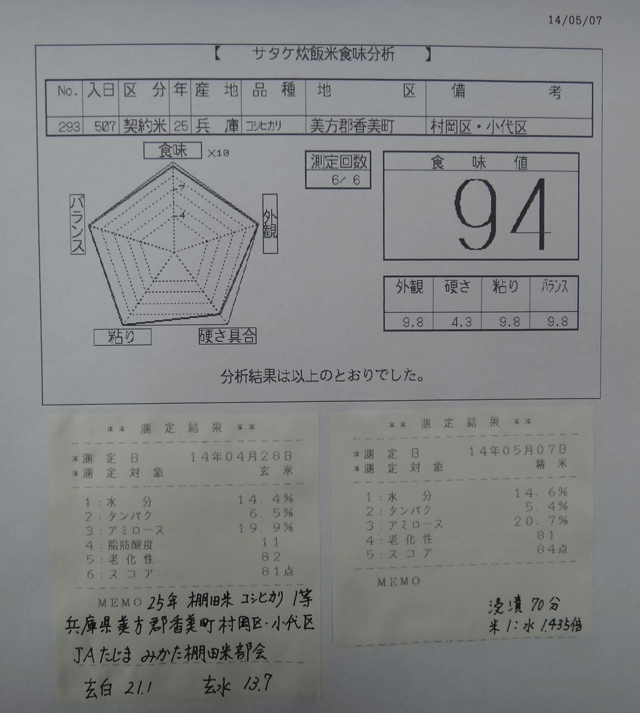 14/05/07
【 サタケ炊飯米食味分析 】
No. 入日 区分 年 産地 品種 地区 備考
293 507 契約米 25 兵庫 コシヒカリ 美方郡香美町 村岡区・小代区
食味 ×10
7
4
バランス
外観
粘り
硬さ具合
測定回数
6/ 6
食味値
94
外観 硬さ 粘り バランス
9.8 4.3 9.8 9.8
分析結果は以上のとおりでした。
** 測定結果 **
*測定日 14年04月28日
*測定対象 玄米
1:水分 14.4%
2:タンパク 6.5%
3:アミロース 19.9%
4:脂肪酸度 11
5:老化性 82
6:スコア 81点
MEMO 25年 棚田米 コシヒカリ 1等
兵庫県美方郡香美町村岡区・小代区
JAたじま みかた棚田米部会
玄白 21.1 玄水 13.7
** 測定結果 **
*測定日 14年05月07日
*測定対象 精米
1:水分 14.6%
2:タンパク 5.4%
3:アミロース 20.7%
4:老化性 81
5:スコア 84点
MEMO
浸漬 70分
米1:水 1.435倍